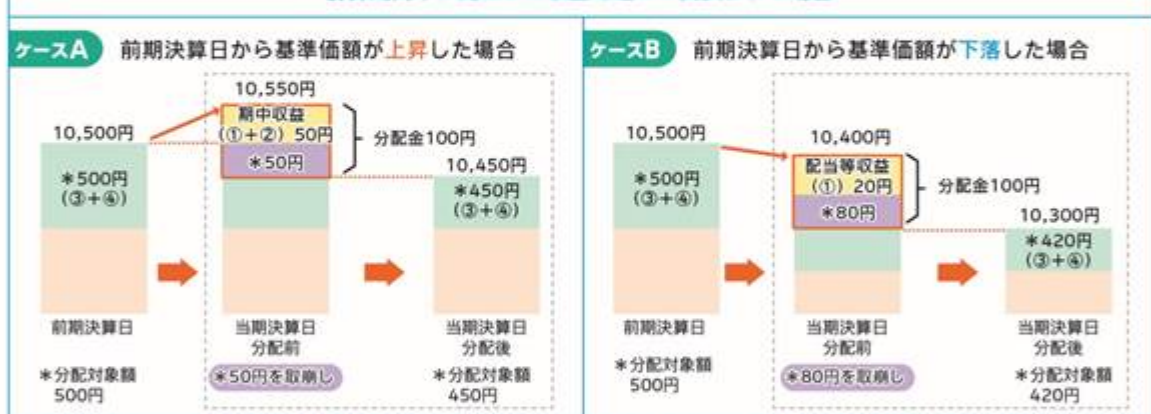 ケースA 前期決算日から基準価額が上昇した場合
10,550円
期中収益
(①+②) 50円
10,500円
分配金100円
*50円
10,450円
*500円
(③+④)
*450円
(③+④)
前期決算日
当期決算日
分配前
当期決算日
分配後
*分配対象額
500円
*50円を取崩し
*分配対象額
450円
ケースB 前期決算日から基準価額が下落した場合
10,500円
10,400円
配当等収益
(①) 20円
*500円
(③+④)
分配金100円
*80円
10,300円
*420円
(③+④)
前期決算日
当期決算日
分配前
当期決算日
分配後
*分配対象額
500円
*80円を取崩し
*分配対象額
420円